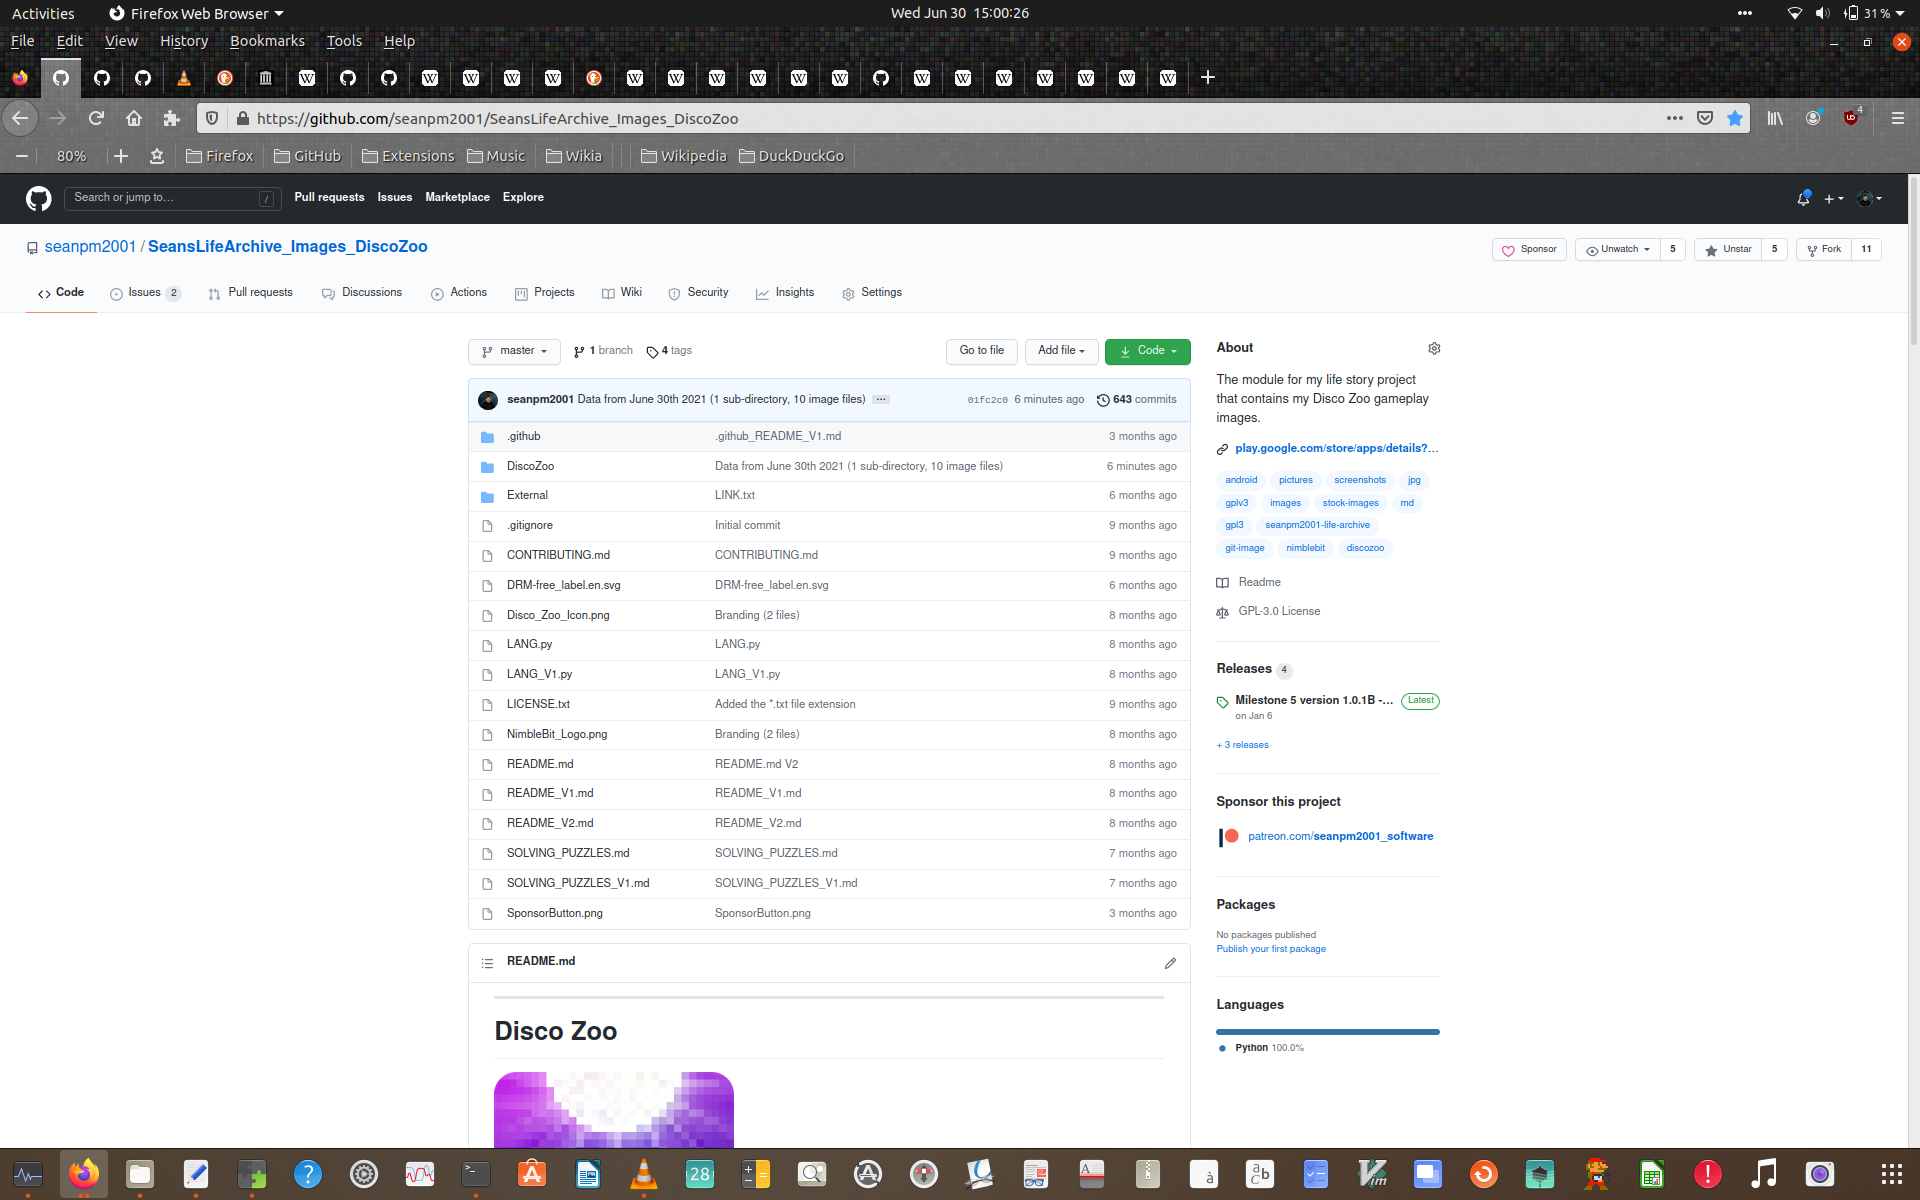 Activities
Firefox Web Browser
Wed Jun 30 15:00:26
31 %
File Edit View History Bookmarks Tools Help
https://github.com/seanpm2001/SeansLifeArchive_Images_DiscoZoo
4
80%
Firefox GitHub Extensions Music Wikia Wikipedia DuckDuckGo
Search or jump to… /
Pull requests Issues Marketplace Explore
seanpm2001 / SeansLifeArchive_Images_DiscoZoo
Sponsor Unwatch 5 Unstar 5 Fork 11
Code Issues 2 Pull requests Discussions Actions Projects Wiki Security Insights Settings
master 1 branch 4 tags Go to file Add file Code
seanpm2001 Data from June 30th 2021 (1 sub-directory, 10 image files) ... 01fc2c0 6 minutes ago 643 commits
.github .github_README_V1.md 3 months ago
DiscoZoo Data from June 30th 2021 (1 sub-directory, 10 image files) 6 minutes ago
External LINK.txt 6 months ago
.gitignore Initial commit 9 months ago
CONTRIBUTING.md CONTRIBUTING.md 9 months ago
DRM-free_label.en.svg DRM-free_label.en.svg 6 months ago
Disco_Zoo_Icon.png Branding (2 files) 8 months ago
LANG.py LANG.py 8 months ago
LANG_V1.py LANG_V1.py 8 months ago
LICENSE.txt Added the *.txt file extension 9 months ago
NimbleBit_Logo.png Branding (2 files) 8 months ago
README.md README.md V2 8 months ago
README_V1.md README_V1.md 8 months ago
README_V2.md README_V2.md 8 months ago
SOLVING_PUZZLES.md SOLVING_PUZZLES.md 7 months ago
SOLVING_PUZZLES_V1.md SOLVING_PUZZLES_V1.md 7 months ago
SponsorButton.png SponsorButton.png 3 months ago
README.md
Disco Zoo
About
The module for my life story project
that contains my Disco Zoo gameplay
images.
play.google.com/store/apps/details?...
android pictures screenshots jpg
gplv3 images stock-images md
gpl3 seanpm2001-life-archive
git-image nimblebit discozoo
Readme
GPL-3.0 License
Releases 4
Milestone 5 version 1.0.1B -... Latest
on Jan 6
+ 3 releases
Sponsor this project
patreon.com/seanpm2001_software
Packages
No packages published
Publish your first package
Languages
Python 100.0%
28